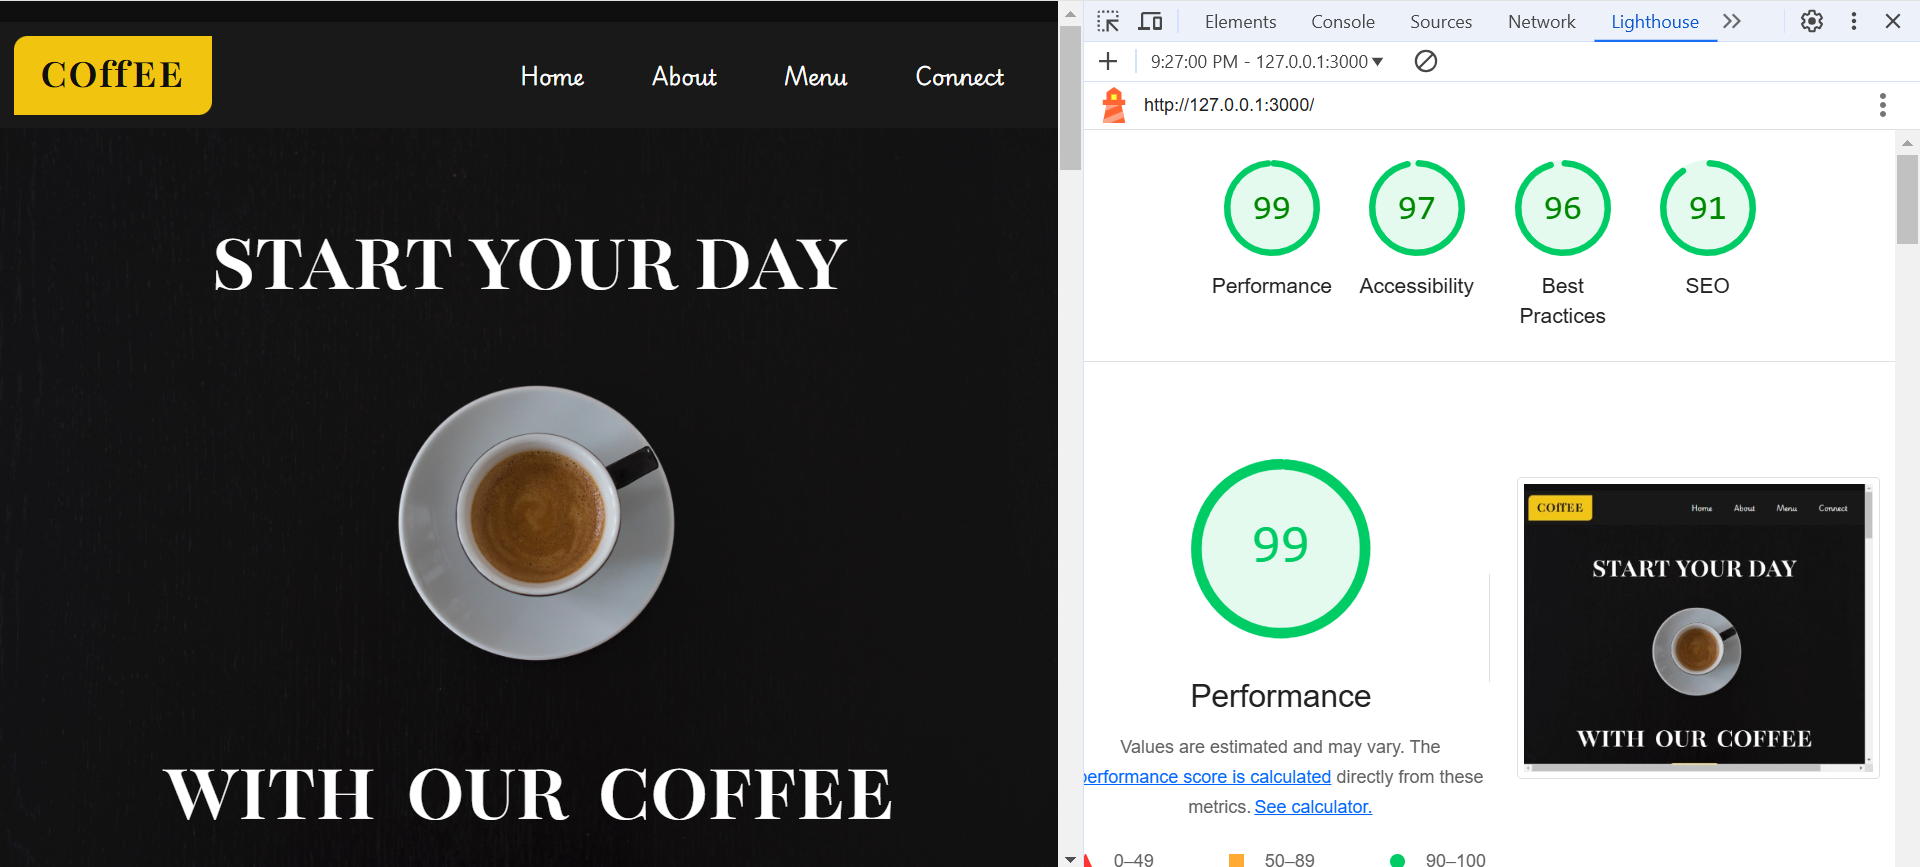 COffEE
Home About Menu Connect
START YOUR DAY
WITH OUR COFFEE
Elements Console Sources Network Lighthouse
9:27:00 PM - 127.0.0.1:3000
http://127.0.0.1:3000/
99 97 96 91
Performance Accessibility Best Practices SEO
99
Performance
Values are estimated and may vary. The
performance score is calculated directly from these
metrics. See calculator.
0–49 50–89 90–100
COffEE
Home About Menu Connect
START YOUR DAY
WITH OUR COFFEE